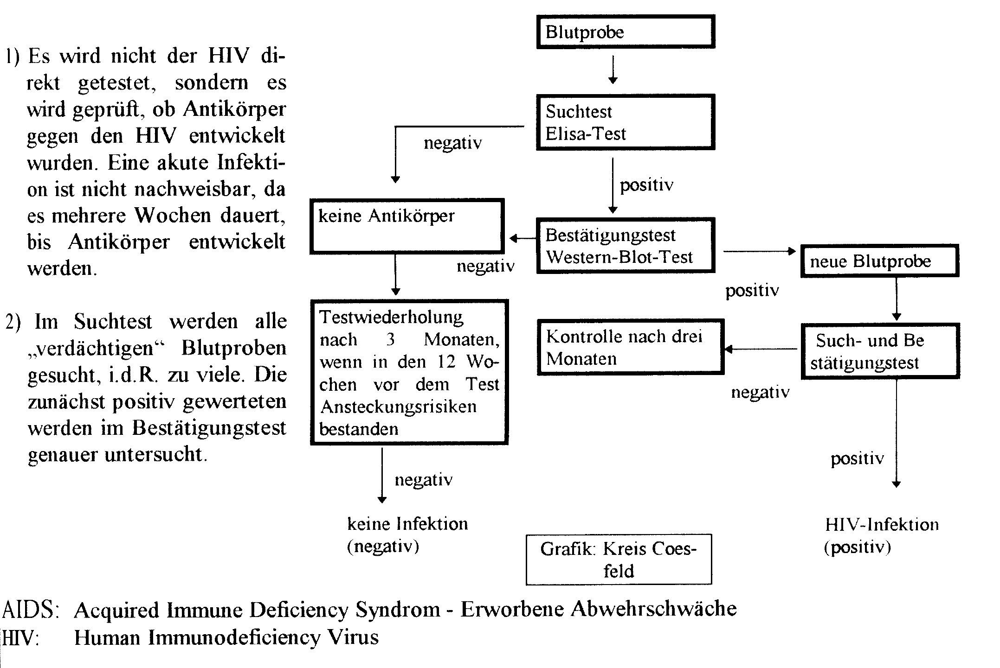 1) Es wird nicht der HIV di-
rekt getestet, sondern es
wird geprüft, ob Antikörper
gegen den HIV entwickelt
wurden. Eine akute Infekti-
on ist nicht nachweisbar, da
es mehrere Wochen dauert,
bis Antikörper entwickelt
werden.
2) Im Suchtest werden alle
„verdächtigen“ Blutproben
gesucht, i.d.R. zu viele. Die
zunächst positiv gewerteten
werden im Bestätigungstest
genauer untersucht.
Blutprobe
Suchtest
Elisa-Test
negativ
positiv
keine Antikörper
Bestätigungstest
Western-Blot-Test
negativ
positiv
neue Blutprobe
Testwiederholung
nach 3 Monaten,
wenn in den 12 Wo-
chen vor dem Test
Ansteckungsrisiken
bestanden
Kontrolle nach drei
Monaten
Such- und Be
stätigungstest
negativ
negativ
positiv
keine Infektion
(negativ)
HIV-Infektion
(positiv)
Grafik: Kreis Coes-
feld
AIDS: Acquired Immune Deficiency Syndrom - Erworbene Abwehrschwäche
HIV: Human Immunodeficiency Virus